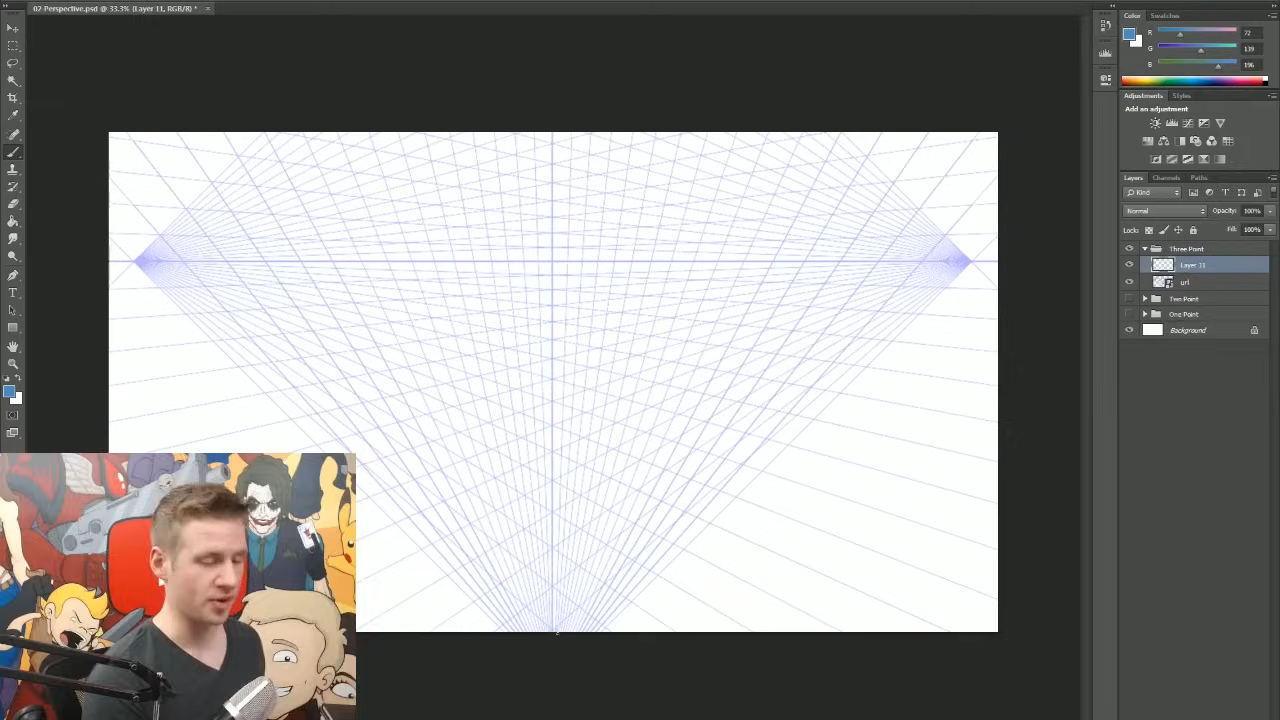 02 Perspective.psd @ 33.3% (Layer 11, RGB/8) *
Color
Swatches
R
72
G
139
B
196
Adjustments
Styles
Add an adjustment
Layers
Channels
Paths
Kind
Normal
Opacity:
100%
Lock:
Fill:
100%
Three Point
Layer 11
url
Two Point
One Point
Background